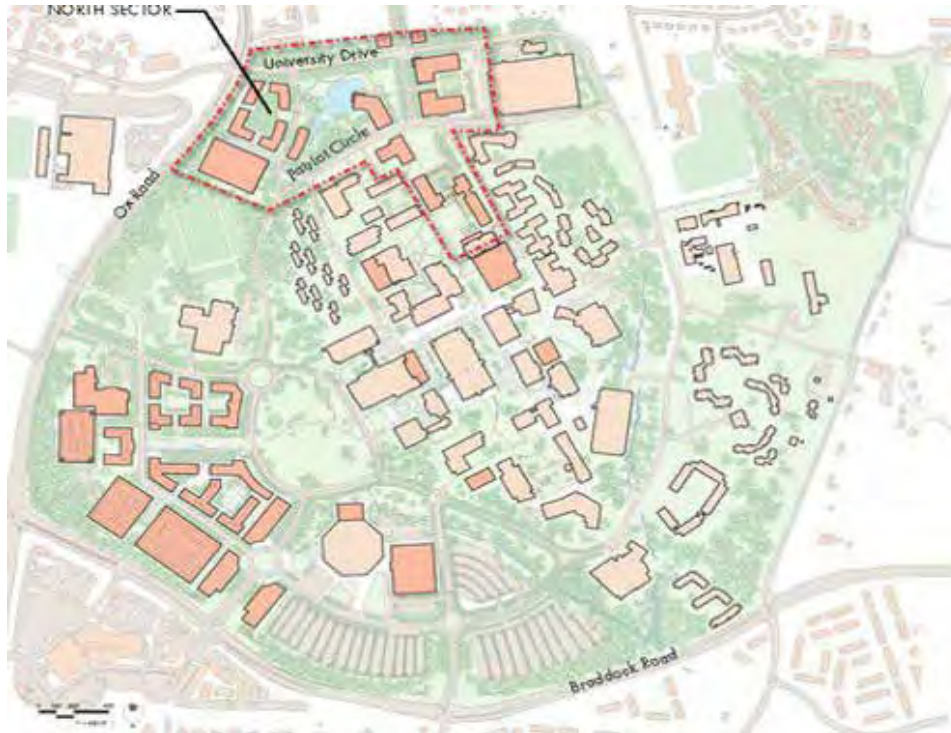 NORTH SECTOR
University Drive
Patriot Circle
Ox Road
Braddock Road